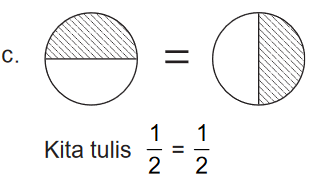 c. =
Kita tulis 1/2 = 1/2